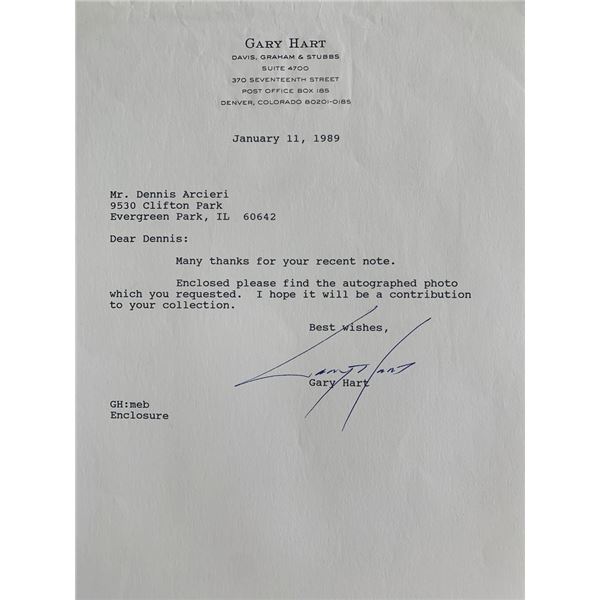 GARY HART
DAVIS, GRAHAM & STUBBS
SUITE 4700
370 SEVENTEENTH STREET
POST OFFICE BOX 185
DENVER, COLORADO 80201-0185
January 11, 1989
Mr. Dennis Arcieri
9530 Clifton Park
Evergreen Park, IL 60642
Dear Dennis:
Many thanks for your recent note.
Enclosed please find the autographed photo
which you requested. I hope it will be a contribution
to your collection.
Best wishes,
Gary Hart
Gary Hart
GH:meb
Enclosure